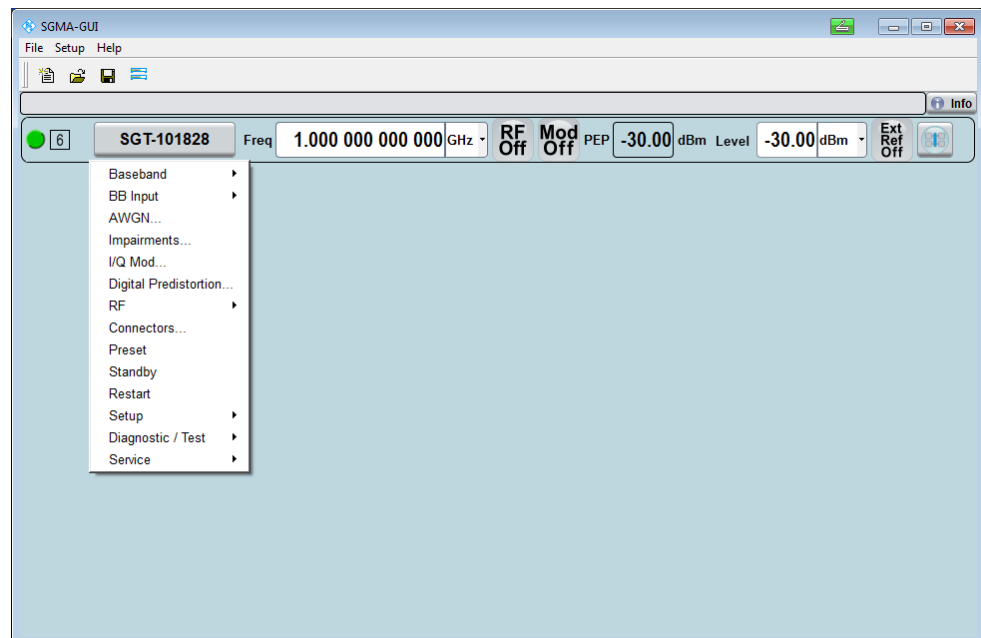 SGMA-GUI
File Setup Help
Info
6 SGT-101828 Freq 1.000 000 000 000 GHz RF Off Mod Off PEP -30.00 dBm Level -30.00 dBm Ext Ref Off
Baseband
BB Input
AWGN...
Impairments...
I/Q Mod...
Digital Predistortion...
RF
Connectors...
Preset
Standby
Restart
Setup
Diagnostic / Test
Service